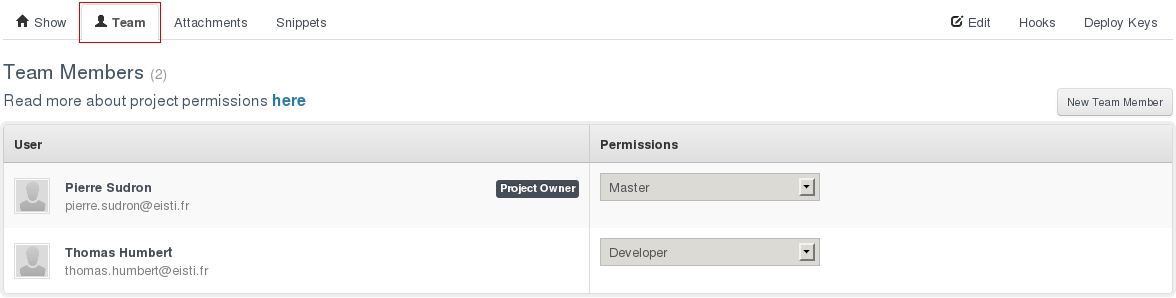 Show Team Attachments Snippets Edit Hooks Deploy Keys
Team Members (2)
Read more about project permissions here
New Team Member
User Permissions
Pierre Sudron Project Owner Master
pierre.sudron@eisti.fr
Thomas Humbert Developer
thomas.humbert@eisti.fr